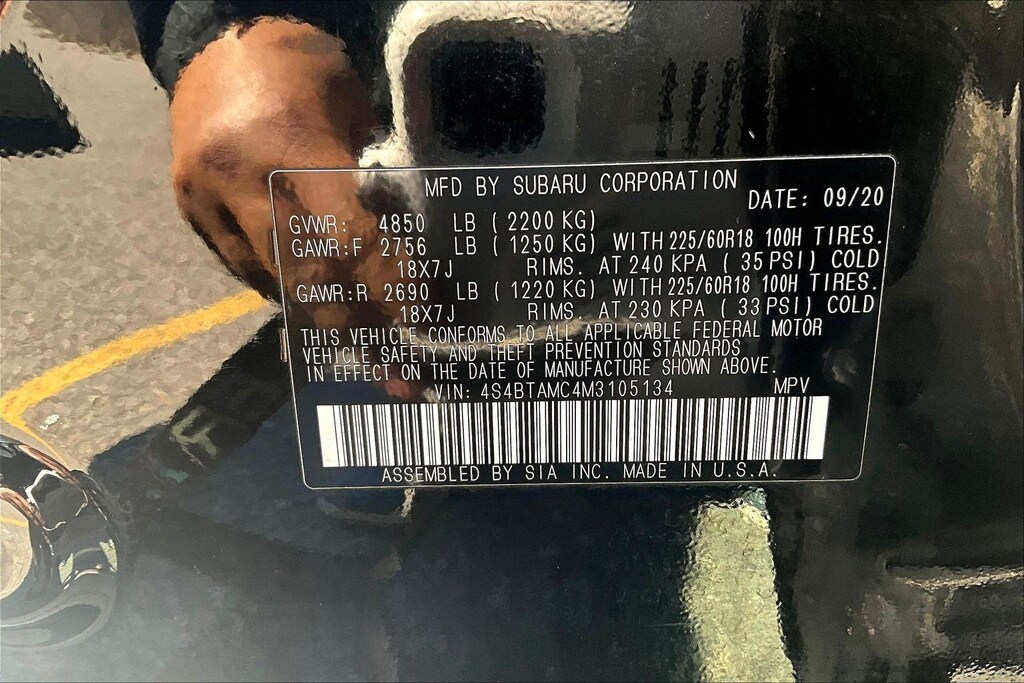 MFD BY SUBARU CORPORATION
DATE: 09/20
GVWR: 4850 LB ( 2200 KG)
GAWR:F 2756 LB ( 1250 KG) WITH 225/60R18 100H TIRES.
18X7J RIMS. AT 240 KPA ( 35 PSI) COLD
GAWR:R 2690 LB ( 1220 KG) WITH 225/60R18 100H TIRES.
18X7J RIMS. AT 230 KPA ( 33 PSI) COLD
THIS VEHICLE CONFORMS TO ALL APPLICABLE FEDERAL MOTOR
VEHICLE SAFETY AND THEFT PREVENTION STANDARDS
IN EFFECT ON THE DATE OF MANUFACTURE SHOWN ABOVE.
VIN: 4S4BTAMC4M3105134 MPV
ASSEMBLED BY SIA INC. MADE IN U.S.A.